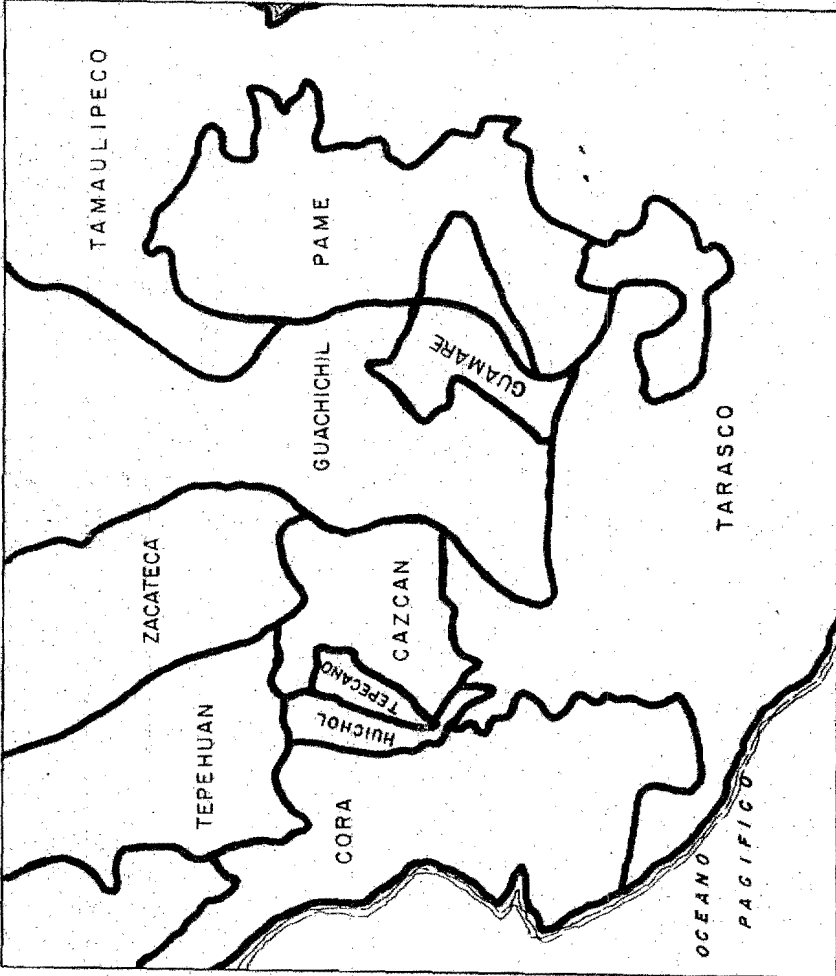 TAMAULIPECO
ZACATECA
TEPEHUAN
PAME
GUACHICHIL
CORA
HUICHOL
TEPECANO
CAZCAN
GUAMARE
TARASCO
OCEANO
PACIFICO